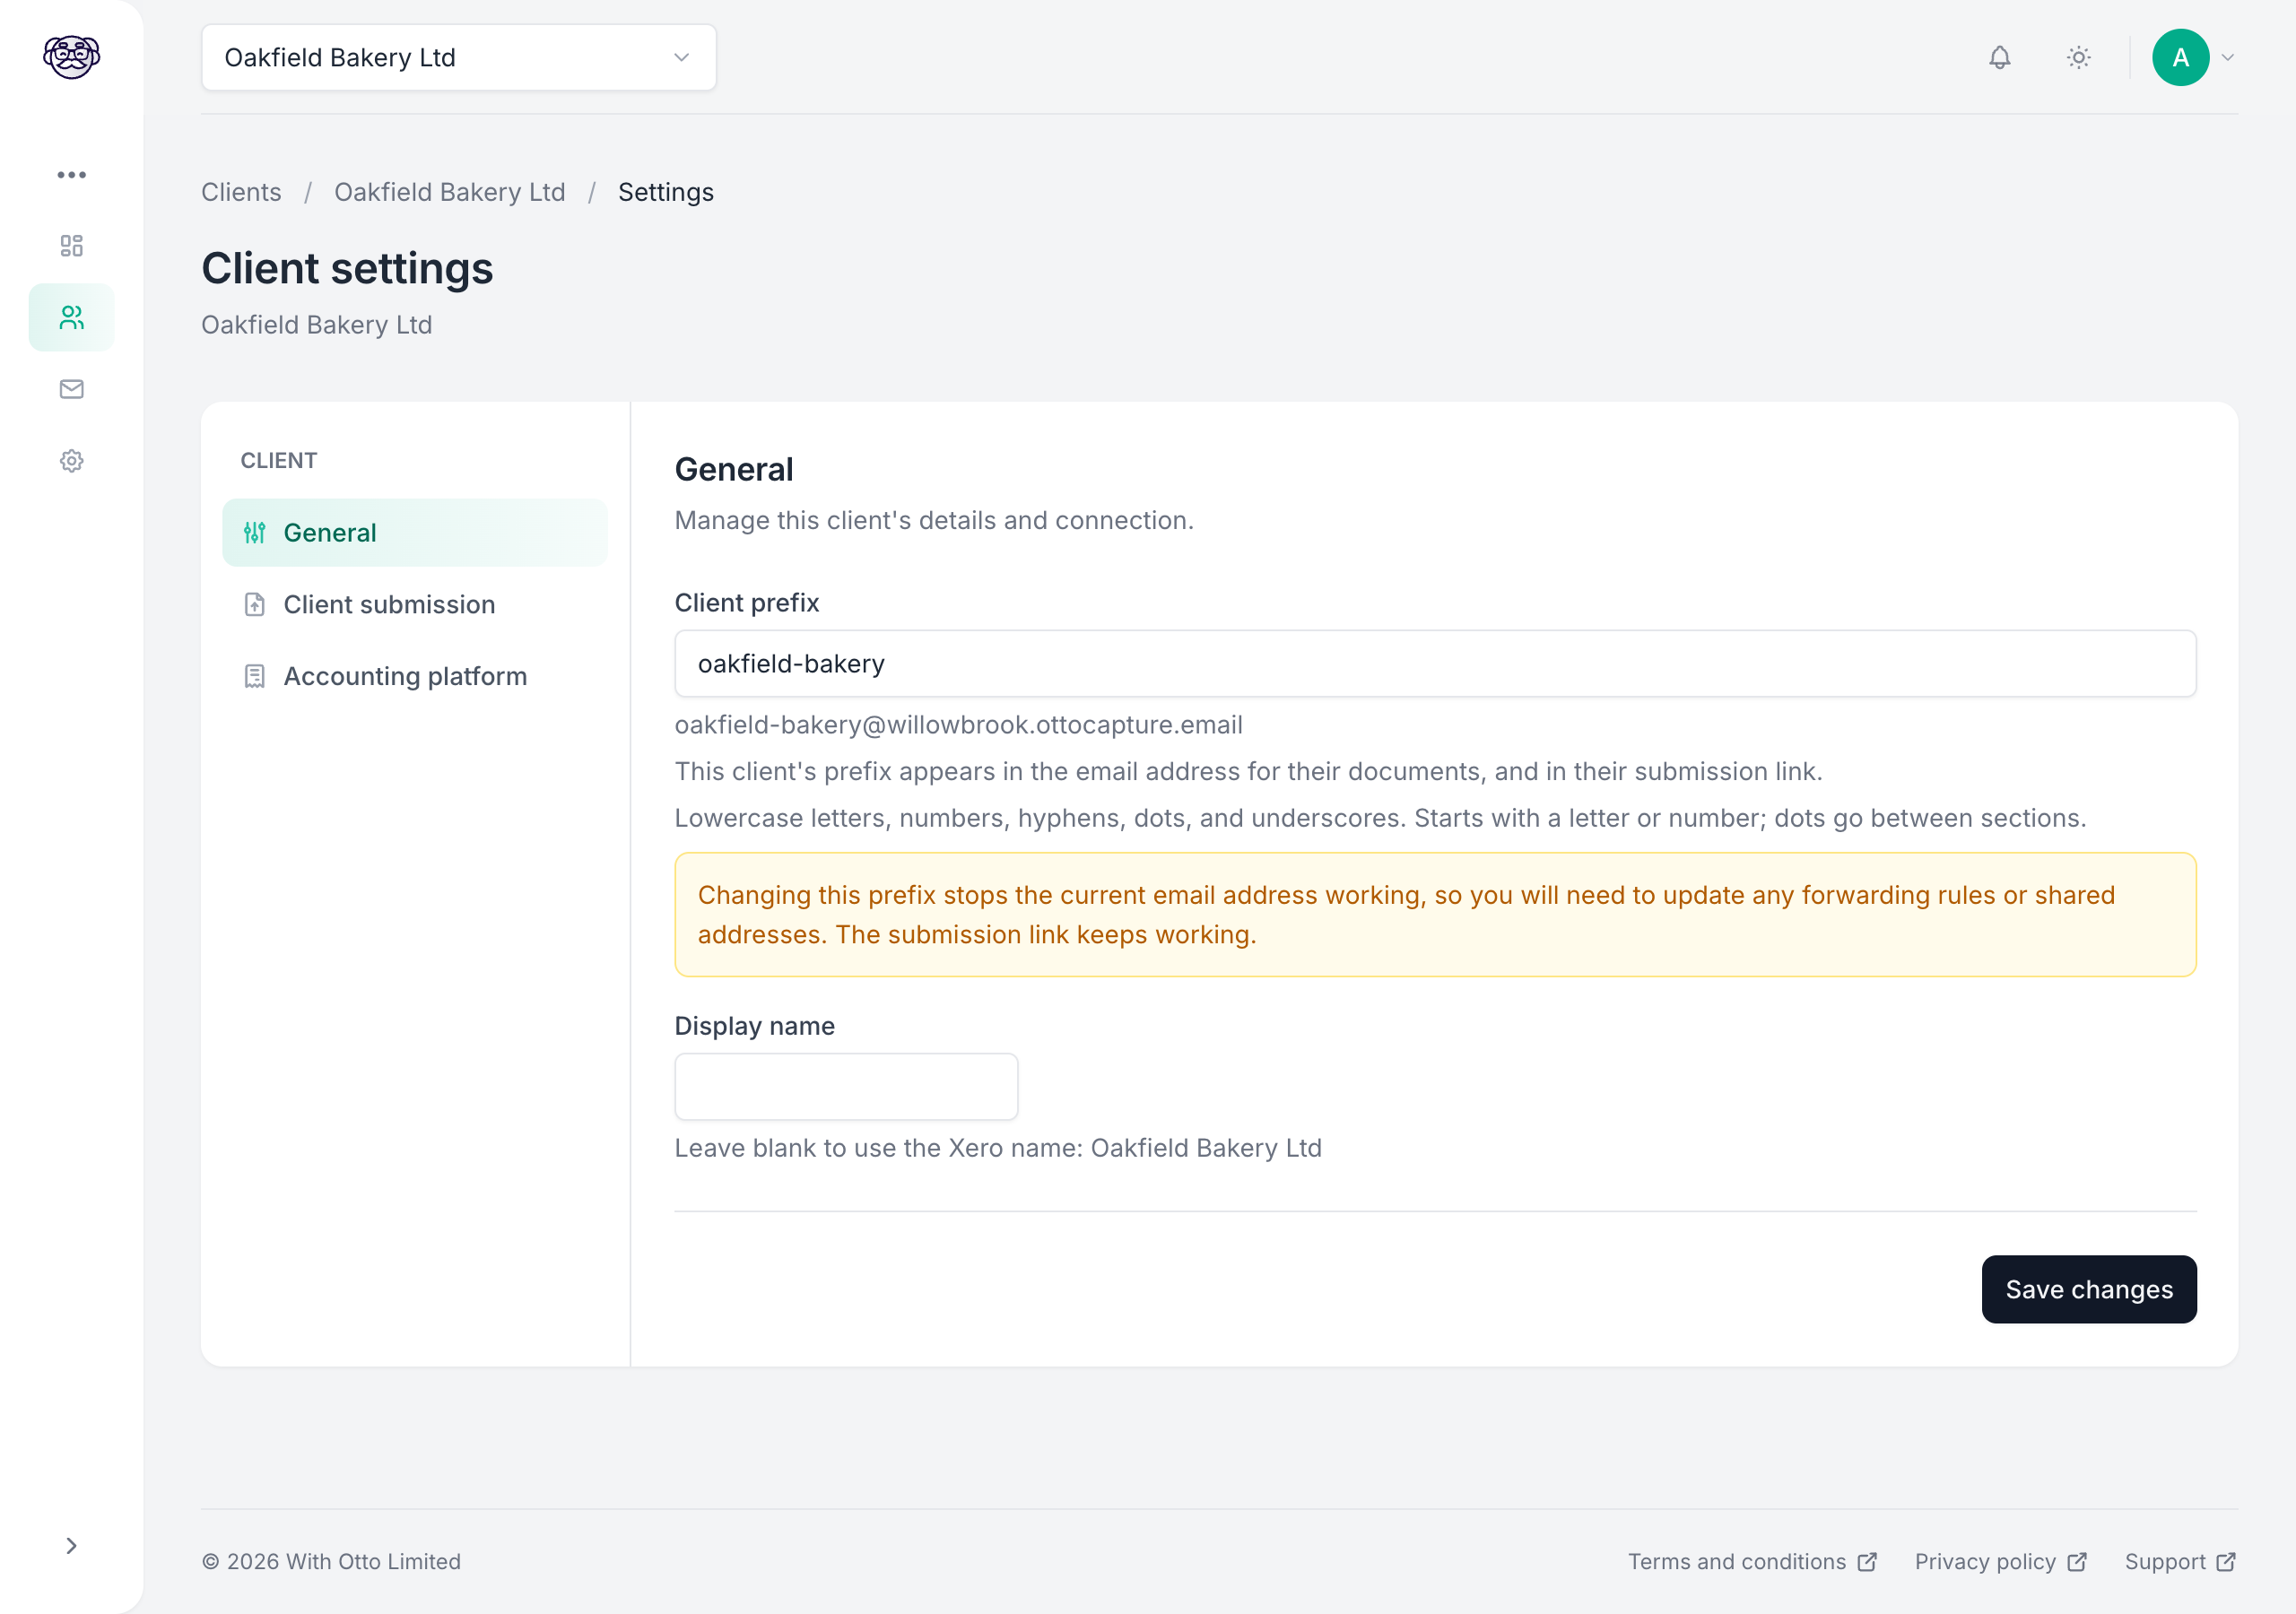 Oakfield Bakery Ltd
A
Clients / Oakfield Bakery Ltd / Settings
Client settings
Oakfield Bakery Ltd
CLIENT
General
Client submission
Accounting platform
General
Manage this client's details and connection.
Client prefix
oakfield-bakery
oakfield-bakery@willowbrook.ottocapture.email
This client's prefix appears in the email address for their documents, and in their submission link.
Lowercase letters, numbers, hyphens, dots, and underscores. Starts with a letter or number; dots go between sections.
Changing this prefix stops the current email address working, so you will need to update any forwarding rules or shared
addresses. The submission link keeps working.
Display name
Leave blank to use the Xero name: Oakfield Bakery Ltd
Save changes
© 2026 With Otto Limited
Terms and conditions
Privacy policy
Support